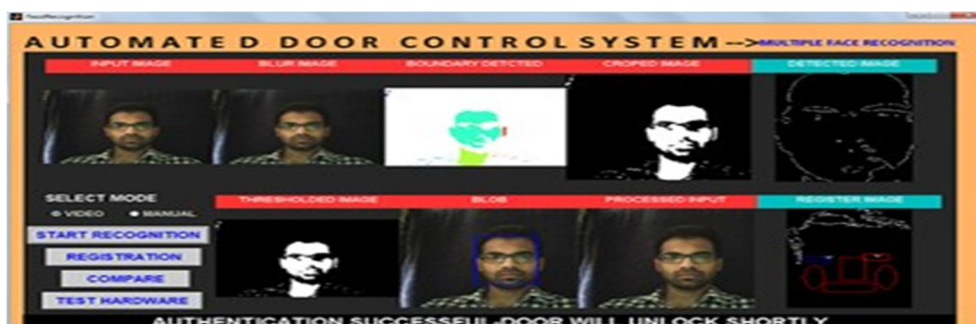 FaceRecognition
AUTOMATED DOOR CONTROL SYSTEM-->MULTIPLE FACE RECOGNITION
INPUT IMAGE BLUR IMAGE BOUNDARY DETCTED CROPED IMAGE DETECTED IMAGE
SELECT MODE
VIDEO MANUAL
THRESHOLDED IMAGE BLOB PROCESSED INPUT REGISTER IMAGE
START RECOGNITION
REGISTRATION
COMPARE
TEST HARDWARE
AUTHENTICATION SUCCESSFUL-DOOR WILL UNLOCK SHORTLY